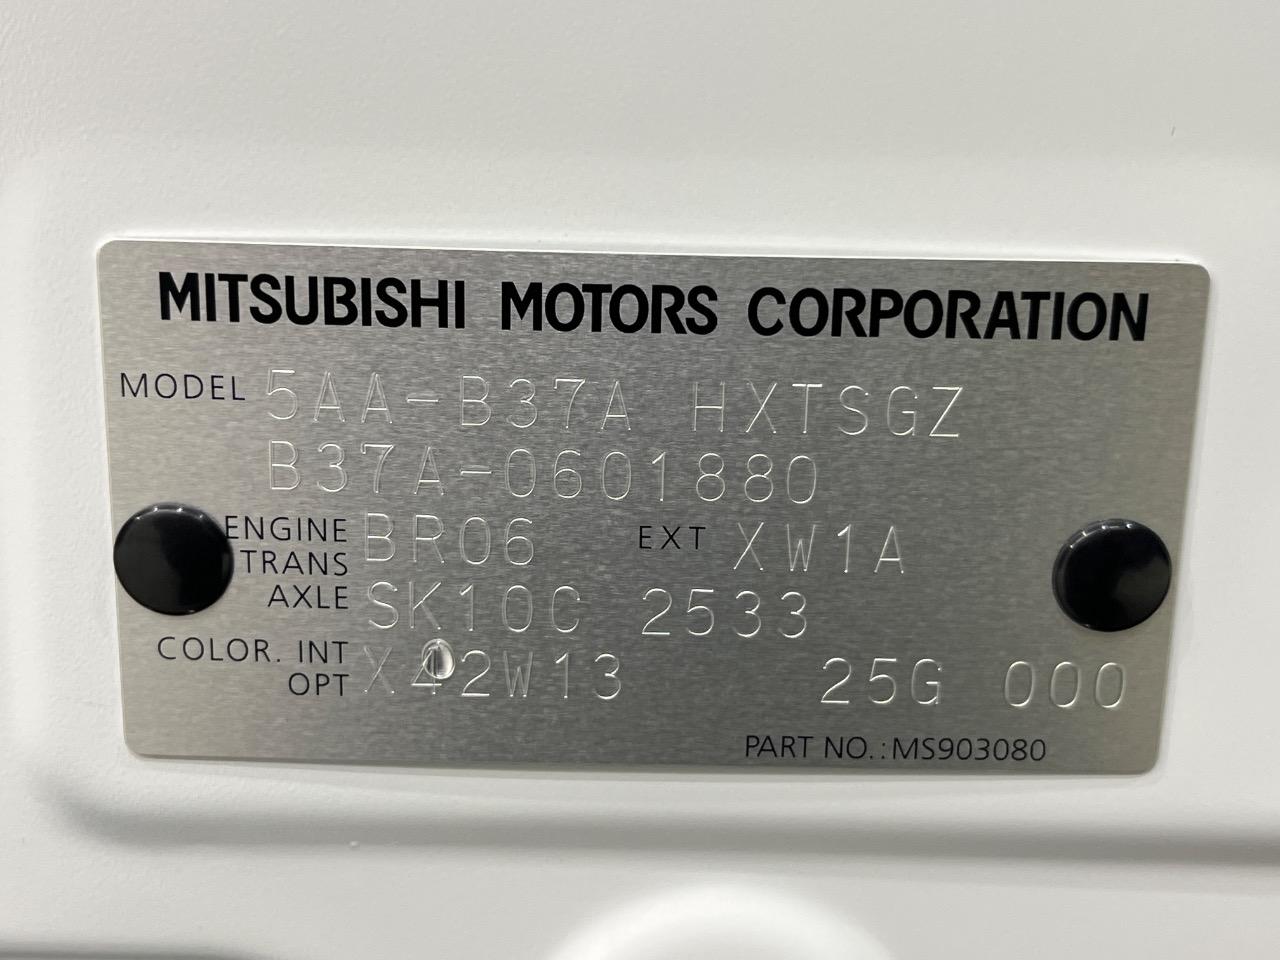 MITSUBISHI MOTORS CORPORATION
MODEL 5AA-B37A HXTSGZ
B37A-0601880
ENGINE BR06 EXT XW1A
TRANS
AXLE SK10C 2533
COLOR. INT
OPT X42W13 25G 000
PART NO.:MS903080